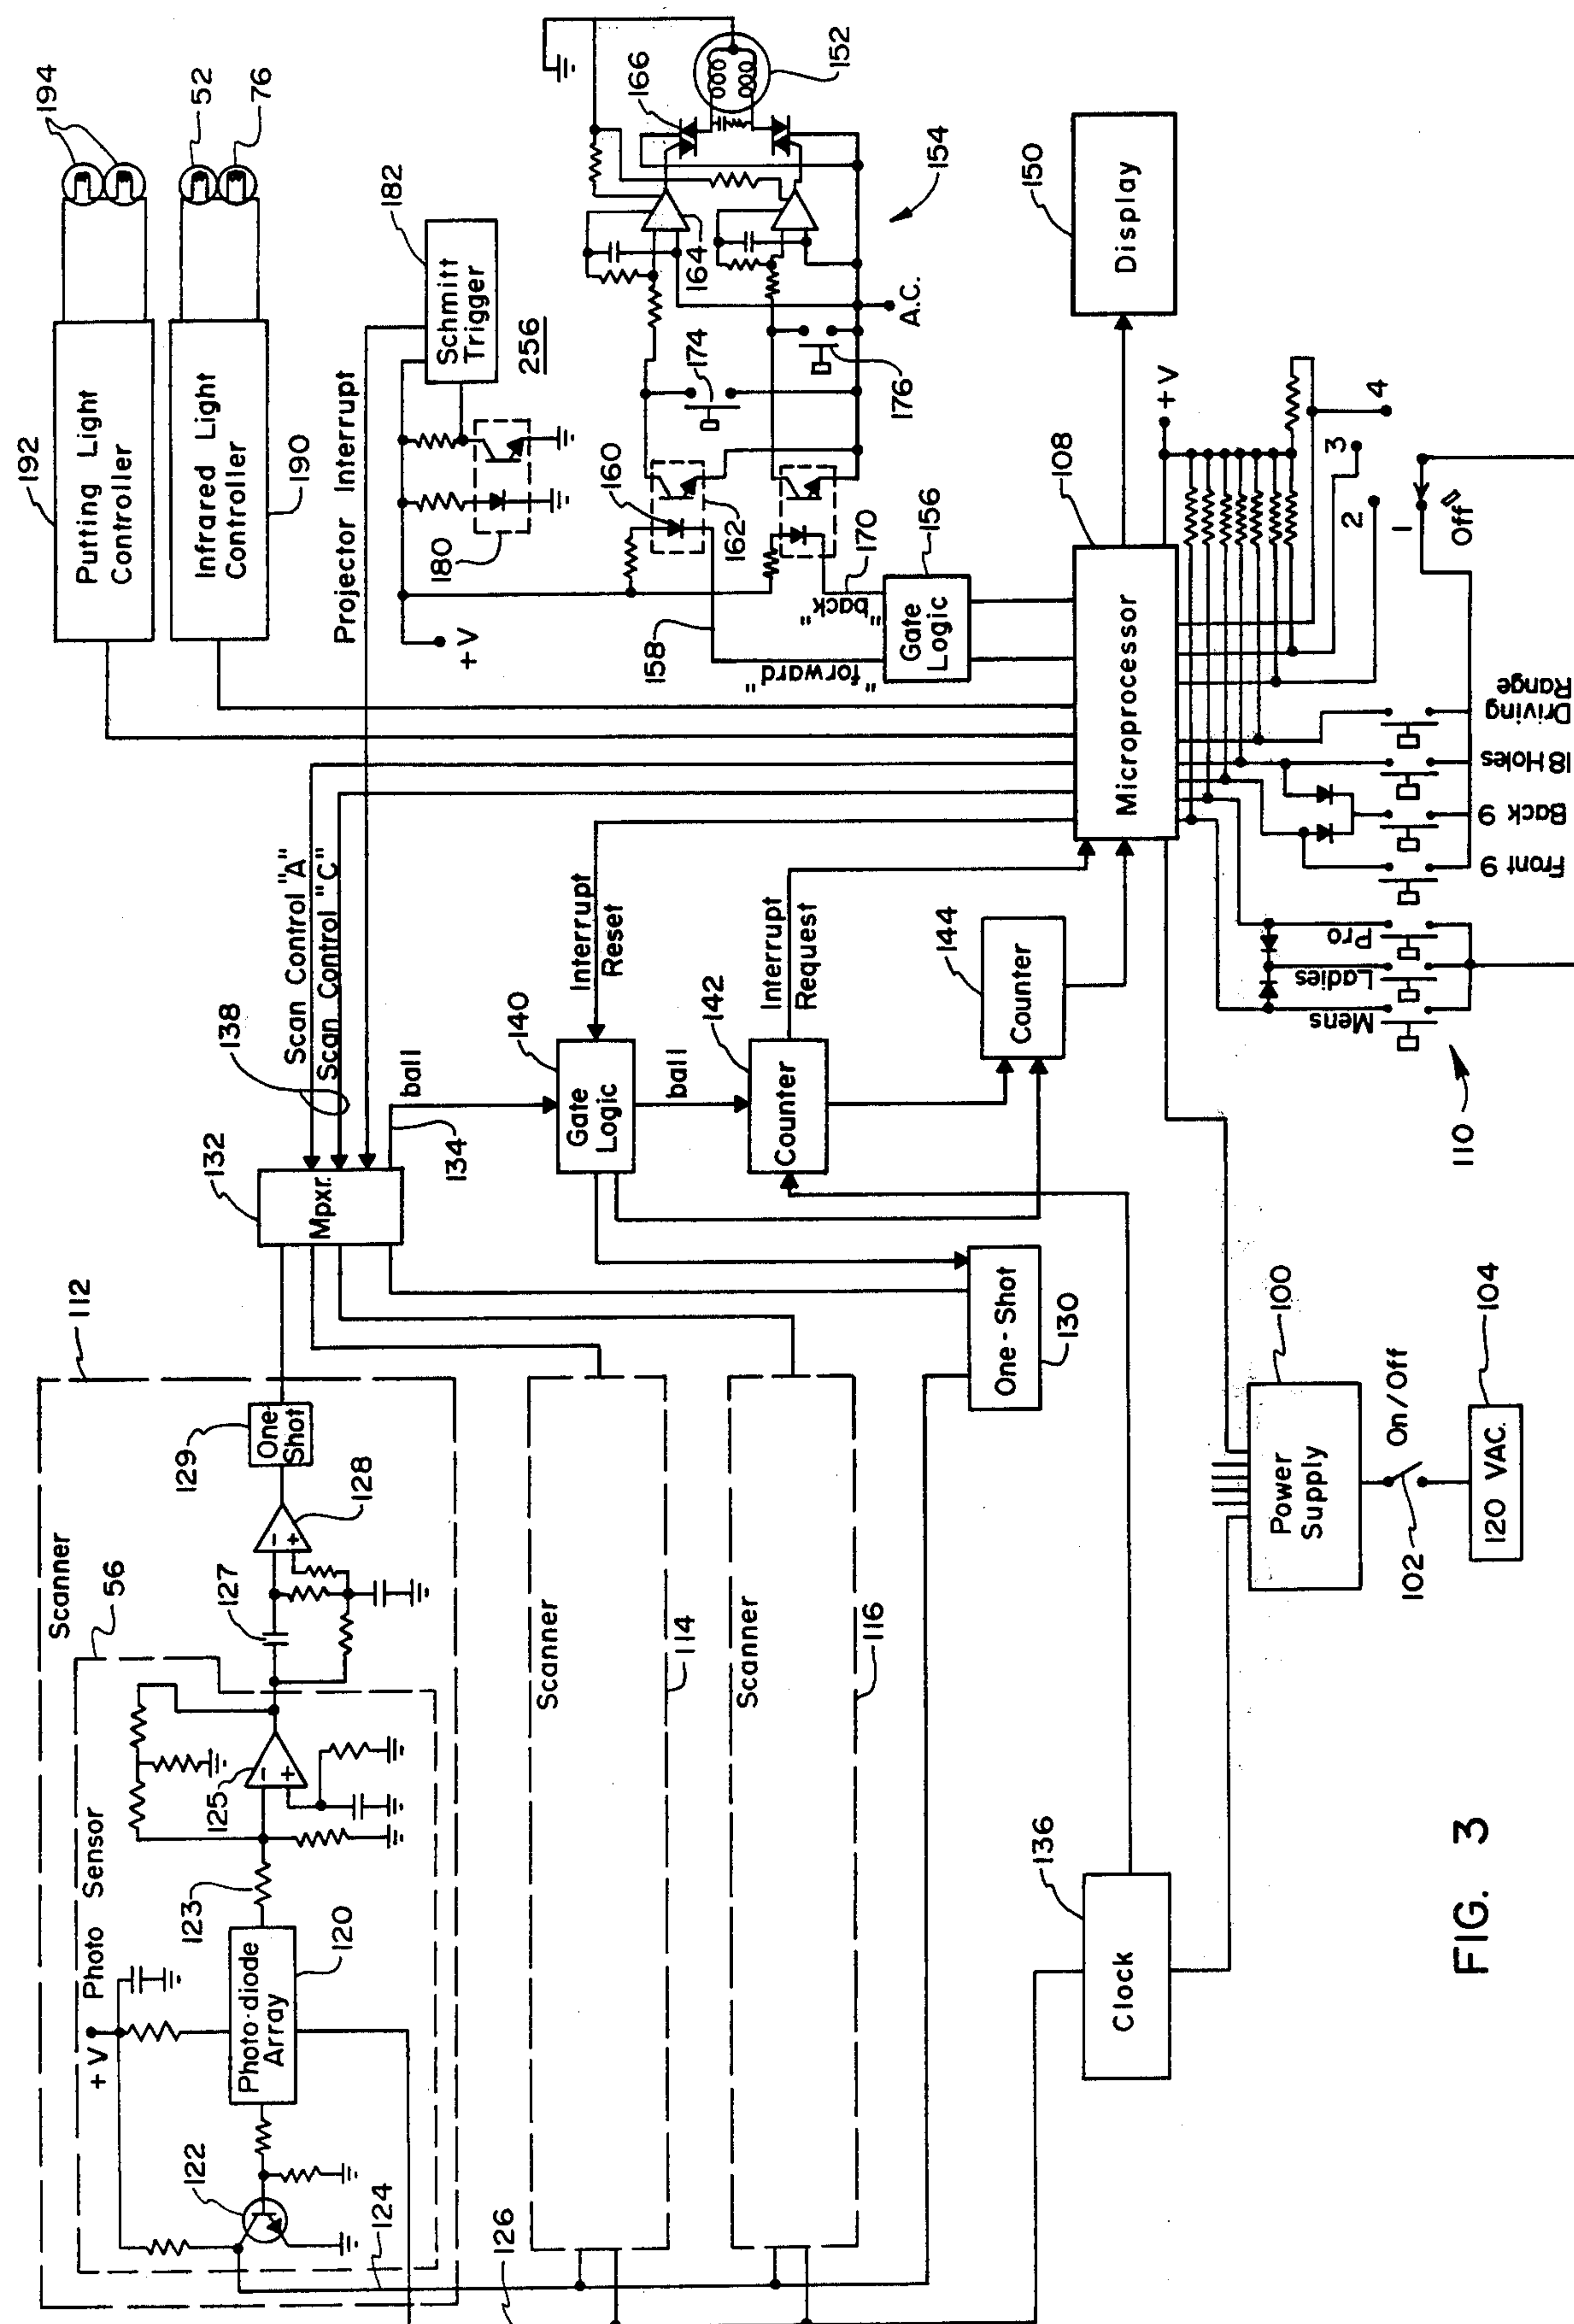 192
Putting Light
Controller
194
Infrared Light
Controller
190
52
76
Projector Interrupt
+V
180
Schmitt
Trigger
182
256
158
"forward"
"back"
170
160
162
174
176
164
166
152
154
A.C.
156
Gate
Logic
108
Microprocessor
150
Display
+V
4
3
2
1
Off
Driving
Range
18 Holes
Back 9
Front 9
Pro
Ladies
Mens
110
Scan Control "A"
Scan Control "C"
138
132
Mpxr.
ball
134
Interrupt
Reset
140
Gate
Logic
ball
142
Counter
Interrupt
Request
144
Counter
One-Shot
130
112
Scanner
56
Photo Sensor
+V
122
124
126
Photo-diode
Array
120
123
125
-
+
127
128
-
+
129
One-
Shot
Scanner
114
Scanner
116
136
Clock
100
Power
Supply
On/Off
102
104
120 VAC.
FIG. 3